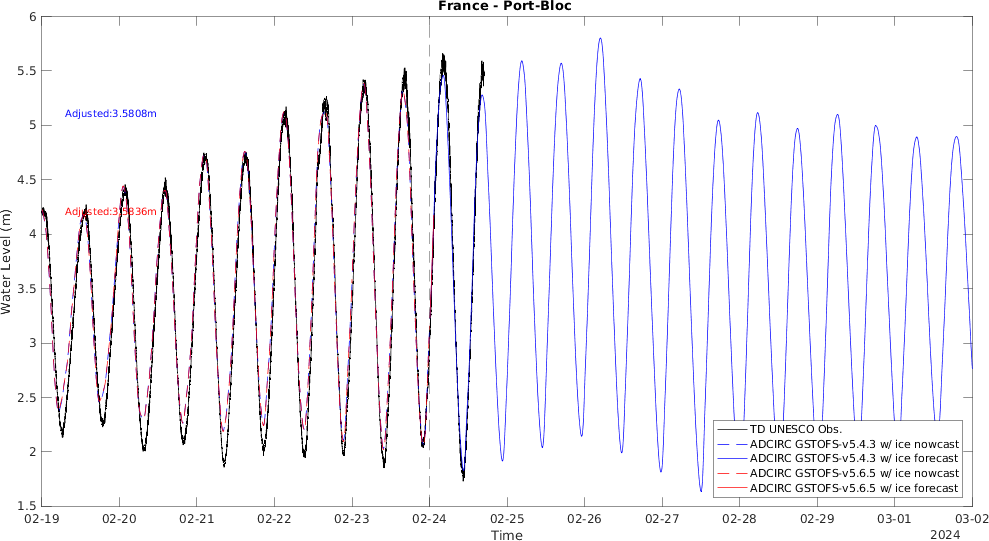 France - Port-Bloc
6
5.5
5
4.5
4
3.5
3
2.5
2
1.5
Water Level (m)
Adjusted:3.5808m
Adjusted:3.5836m
TD UNESCO Obs.
ADCIRC GSTOFS-v5.4.3 w/ ice nowcast
ADCIRC GSTOFS-v5.4.3 w/ ice forecast
ADCIRC GSTOFS-v5.6.5 w/ ice nowcast
ADCIRC GSTOFS-v5.6.5 w/ ice forecast
02-19 02-20 02-21 02-22 02-23 02-24 02-25 02-26 02-27 02-28 02-29 03-01 03-02
Time
2024